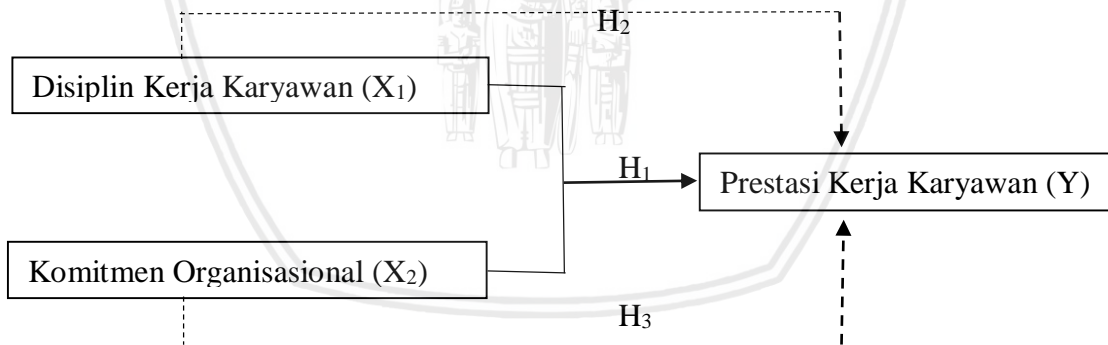 H₂
Disiplin Kerja Karyawan (X₁)
H₁
Prestasi Kerja Karyawan (Y)
Komitmen Organisasional (X₂)
H₃